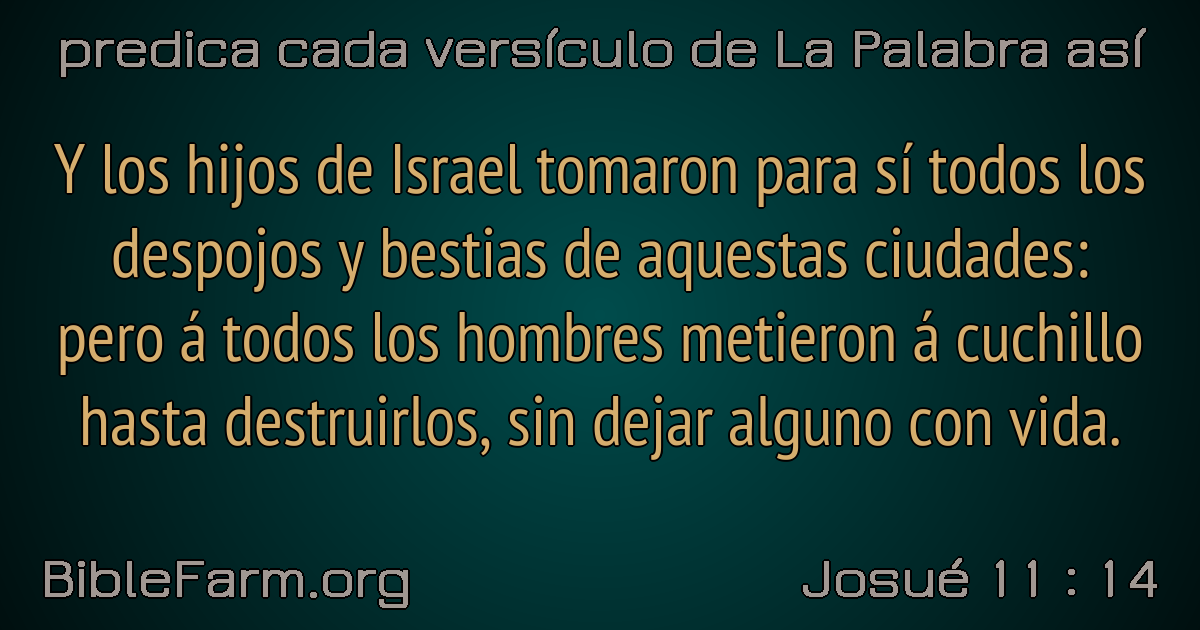 predica cada versículo de La Palabra así
Y los hijos de Israel tomaron para sí todos los
despojos y bestias de aquestas ciudades:
pero á todos los hombres metieron á cuchillo
hasta destruirlos, sin dejar alguno con vida.
BibleFarm.org
Josué 11 : 14